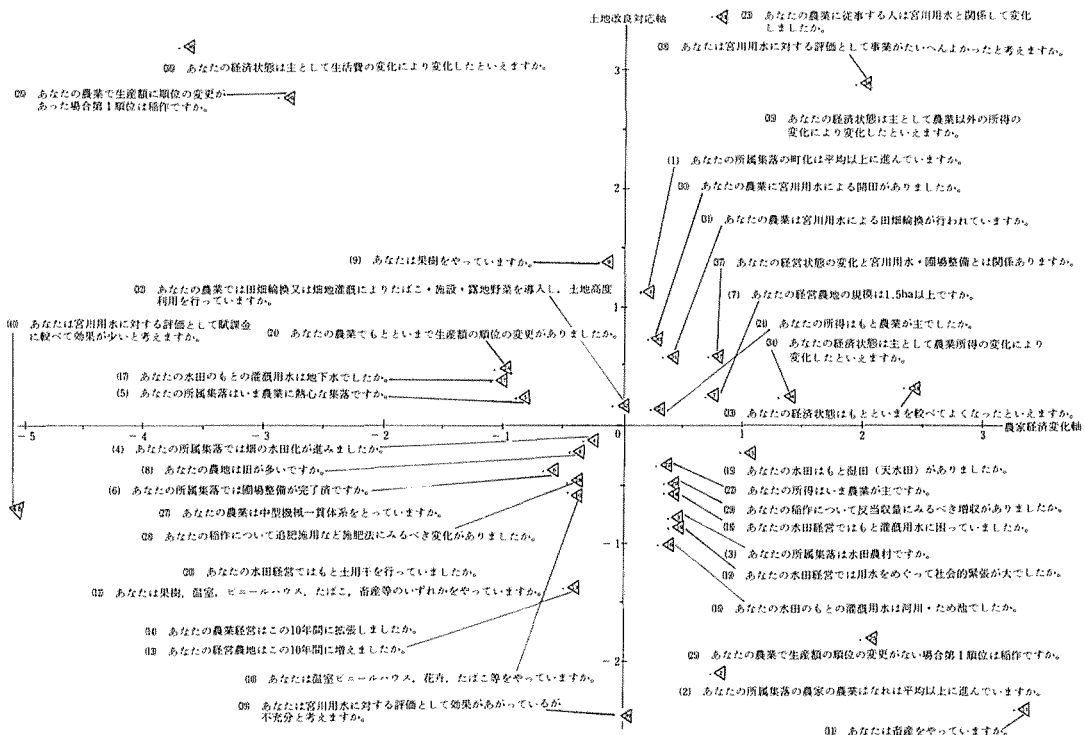 土地改良対応軸
(23) あなたの農業に従事する人は宮川用水と関係して変化
しましたか。
(38) あなたは宮川用水に対する評価として事業がたいへんよかったと考えますか。
あなたの経済状態は主として生活費の変化により変化したといえますか。
3
あなたの農業で生産額に順位の変更が
あった場合第1順位は稲作ですか。
(35) あなたの経済状態は主として農業以外の所得の
変化により変化したといえますか。
(1) あなたの所属集落の町化は平均以上に進んでいますか。
2
(30) あなたの農業に宮川用水による開田がありましたか。
(31) あなたの農業は宮川用水による田畑輪換が行われていますか。
(9) あなたは果樹をやっていますか。
(37) あなたの経営状態の変化と宮川用水・圃場整備とは関係ありますか。
(32) あなたの農業では田畑輪換又は畑地灌漑によりたばこ・施設・露地野菜を導入し，土地高度
利用を行っていますか。
(7) あなたの経営農地の規模は1.5ha以上ですか。
1
(40) あなたは宮川用水に対する評価として賦課金
に較べて効果が少いと考えますか。
(24) あなたの農業でもとといまで生産額の順位の変更がありましたか。
(21) あなたの所得はもと農業が主でしたか。
(34) あなたの経済状態は主として農業所得の変化により
変化したといえますか。
(17) あなたの水田のもとの灌漑用水は地下水でしたか。
(5) あなたの所属集落はいま農業に熱心な集落ですか。
(33) あなたの経済状態はもとといまを較べてよくなったといえますか。
－5 －1 0 1 2 3 農家経済変化軸
(4) あなたの所属集落では畑の水田化が進みましたか。
(8) あなたの農地は田が多いですか。
(15) あなたの水田はもと湿田（天水田）がありましたか。
(6) あなたの所属集落では圃場整備が完了済ですか。
(22) あなたの所得はいま農業が主ですか。
(27) あなたの農業は中型機械一貫体系をとっていますか。
(29) あなたの稲作について反当収量にみるべき増収がありましたか。
(28) あなたの稲作について追肥施用など施肥法にみるべき変化がありましたか。
(18) あなたの水田経営ではもと灌漑用水に困っていましたか。
－1
(3) あなたの所属集落は水田農村ですか。
(20) あなたの水田経営ではもと土用干を行っていましたか。
(19) あなたの水田経営では用水をめぐって社会的緊張が大でしたか。
(12) あなたは果樹，温室，ビニールハウス，たばこ，畜産等のいずれかをやっていますか。
(16) あなたの水田のもとの灌漑用水は河川・ため池でしたか。
(14) あなたの農業経営はこの10年間に拡張しましたか。
(13) あなたの経営農地はこの10年間に増えましたか。
(25) あなたの農業で生産額の順位の変更がない場合第1順位は稲作ですか。
－2
(10) あなたは温室ビニールハウス，花卉，たばこ等をやっていますか。
(2) あなたの所属集落の農家の農業ばなれは平均以上に進んでいますか。
(39) あなたは宮川用水に対する評価として効果があがっているが
不充分と考えますか。
(11) あなたは畜産をやっていますか。